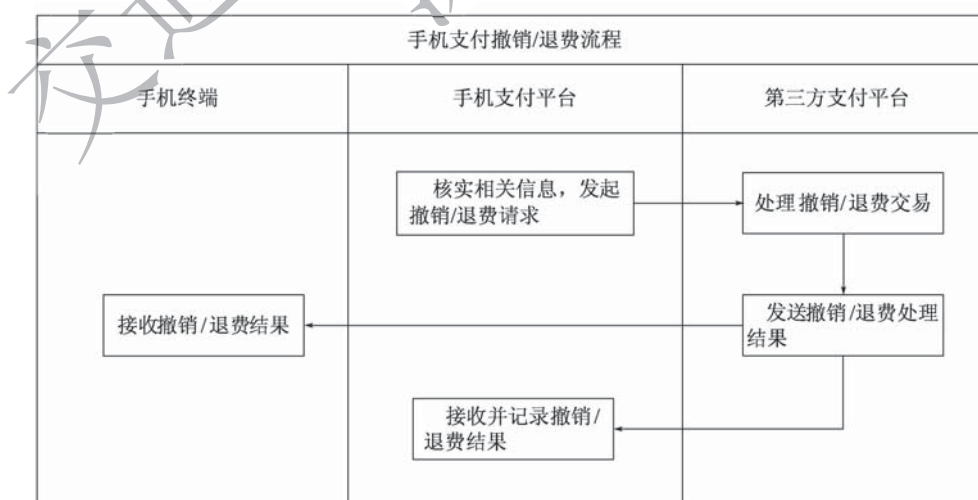 手机支付撤销/退费流程
手机终端
手机支付平台
第三方支付平台
核实相关信息，发起
撤销/退费请求
处理撤销/退费交易
接收撤销/退费结果
发送撤销/退费处理
结果
接收并记录撤销/
退费结果